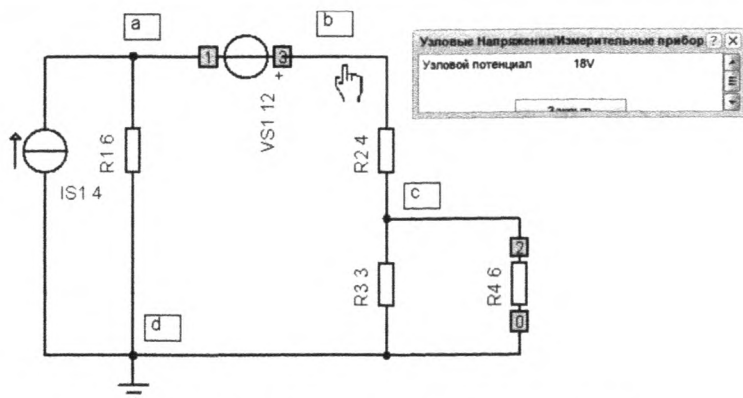 a
b
Узловые Напряжения/Измерительные прибор ? ×
Узловой потенциал 18V
1
3
+
VS1 12
IS1 4
R1 6
R2 4
c
R3 3
2
R4 6
0
d